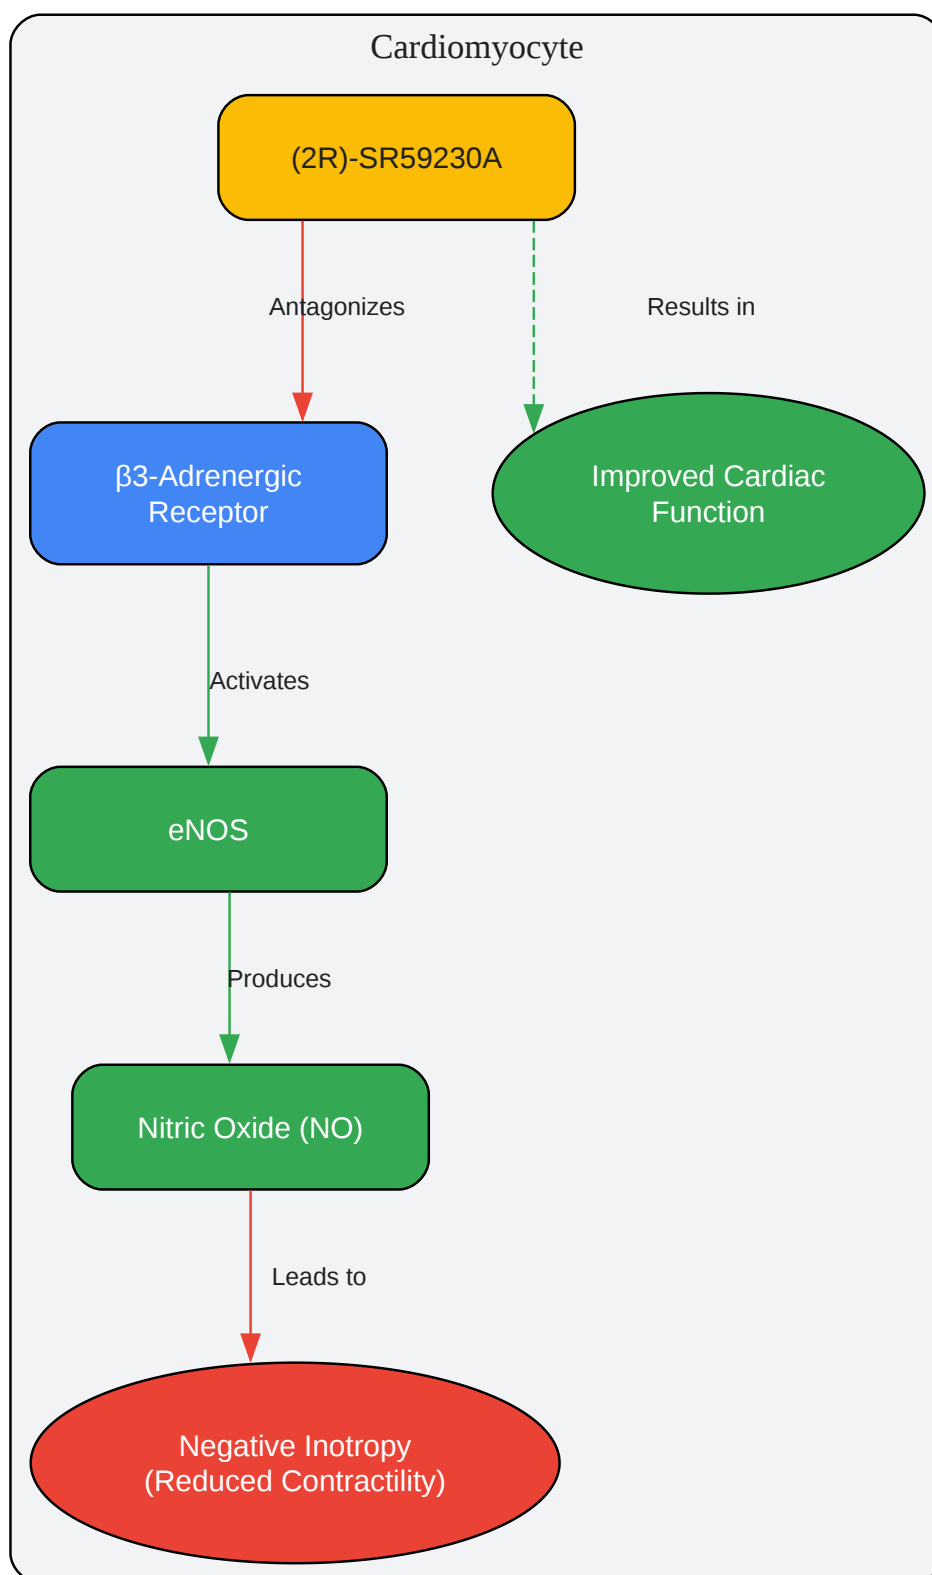 Cardiomyocyte
(2R)-SR59230A
Antagonizes
Results in
β3-Adrenergic
Receptor
Improved Cardiac
Function
Activates
eNOS
Produces
Nitric Oxide (NO)
Leads to
Negative Inotropy
(Reduced Contractility)